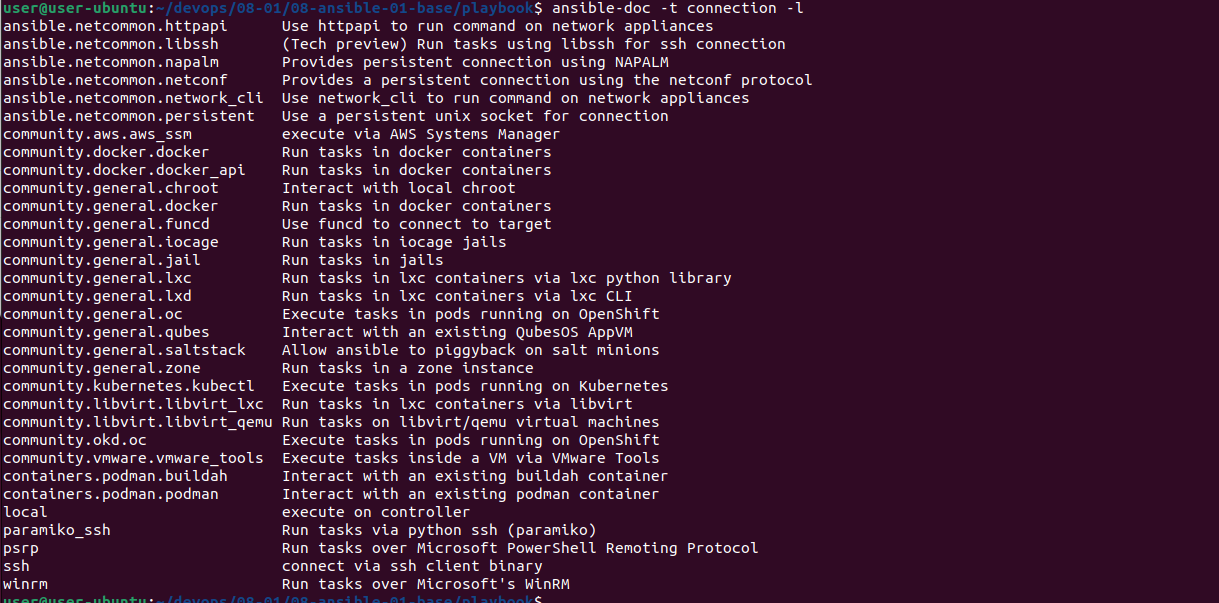 user@user-ubuntu:~/devops/08-01/08-ansible-01-base/playbook$ ansible-doc -t connection -l
ansible.netcommon.httpapi      Use httpapi to run command on network appliances
ansible.netcommon.libssh       (Tech preview) Run tasks using libssh for ssh connection
ansible.netcommon.napalm       Provides persistent connection using NAPALM
ansible.netcommon.netconf      Provides a persistent connection using the netconf protocol
ansible.netcommon.network_cli  Use network_cli to run command on network appliances
ansible.netcommon.persistent   Use a persistent unix socket for connection
community.aws.aws_ssm          execute via AWS Systems Manager
community.docker.docker        Run tasks in docker containers
community.docker.docker_api    Run tasks in docker containers
community.general.chroot       Interact with local chroot
community.general.docker       Run tasks in docker containers
community.general.funcd        Use funcd to connect to target
community.general.iocage       Run tasks in iocage jails
community.general.jail         Run tasks in jails
community.general.lxc          Run tasks in lxc containers via lxc python library
community.general.lxd          Run tasks in lxc containers via lxc CLI
community.general.oc           Execute tasks in pods running on OpenShift
community.general.qubes        Interact with an existing QubesOS AppVM
community.general.saltstack    Allow ansible to piggyback on salt minions
community.general.zone         Run tasks in a zone instance
community.kubernetes.kubectl   Execute tasks in pods running on Kubernetes
community.libvirt.libvirt_lxc  Run tasks in lxc containers via libvirt
community.libvirt.libvirt_qemu Run tasks on libvirt/qemu virtual machines
community.okd.oc               Execute tasks in pods running on OpenShift
community.vmware.vmware_tools  Execute tasks inside a VM via VMware Tools
containers.podman.buildah      Interact with an existing buildah container
containers.podman.podman       Interact with an existing podman container
local                          execute on controller
paramiko_ssh                   Run tasks via python ssh (paramiko)
psrp                           Run tasks over Microsoft PowerShell Remoting Protocol
ssh                            connect via ssh client binary
winrm                          Run tasks over Microsoft's WinRM
user@user-ubuntu:~/devops/08-01/08-ansible-01-base/playbook$